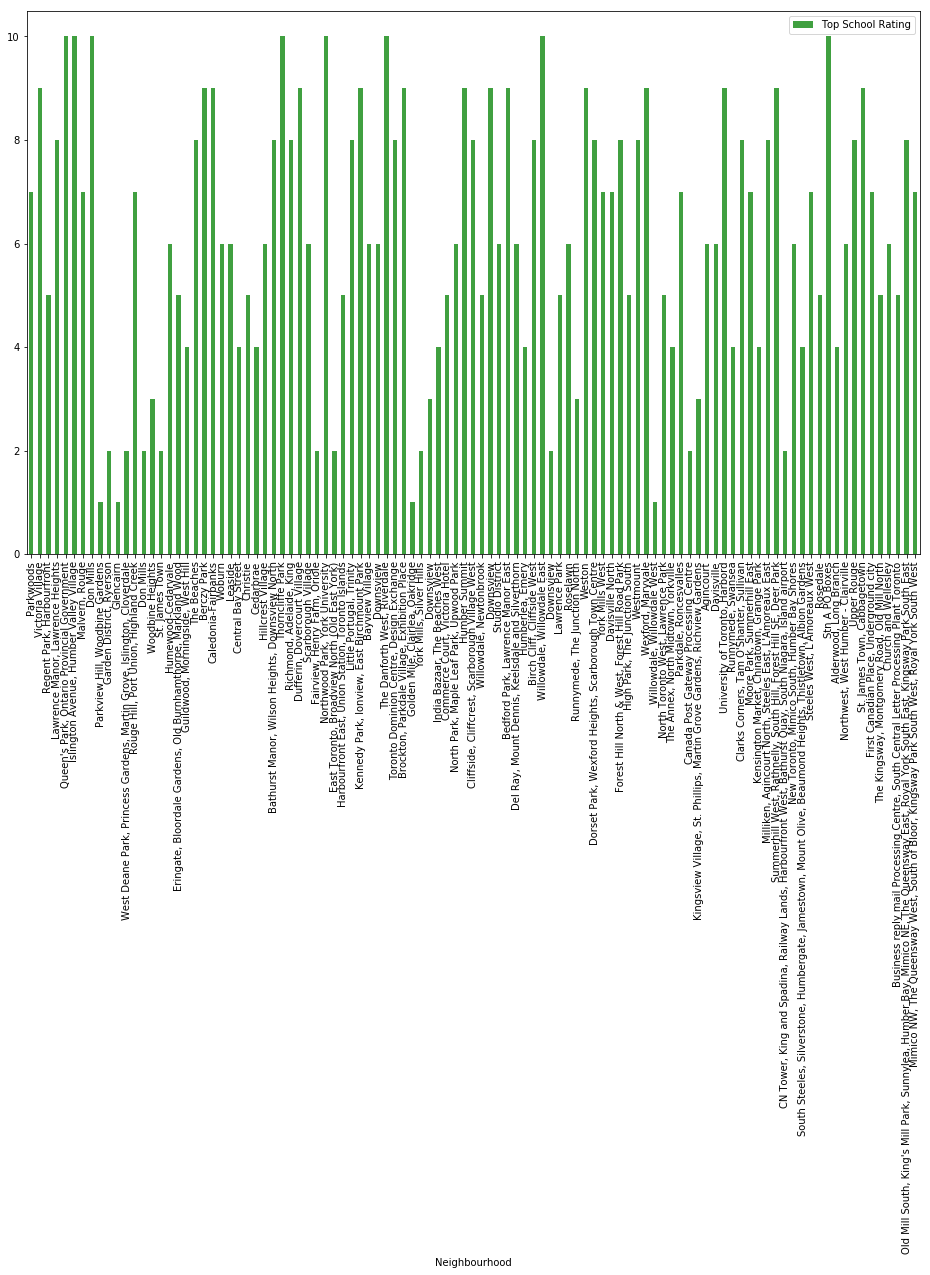 Top School Rating
10
8
6
4
2
0
Parkwoods
Victoria Village
Regent Park, Harbourfront
Lawrence Manor, Lawrence Heights
Queen's Park, Ontario Provincial Government
Islington Avenue, Humber Valley Village
Malvern, Rouge
Don Mills
Parkview Hill, Woodbine Gardens
Garden District, Ryerson
Glencairn
West Deane Park, Princess Gardens, Martin Grove, Islington, Cloverdale
Rouge Hill, Port Union, Highland Creek
Don Mills
Woodbine Heights
St. James Town
Humewood-Cedarvale
Eringate, Bloordale Gardens, Old Burnhamthorpe, Markland Wood
Guildwood, Morningside, West Hill
The Beaches
Berczy Park
Caledonia-Fairbanks
Woburn
Leaside
Central Bay Street
Christie
Cedarbrae
Hillcrest Village
Bathurst Manor, Wilson Heights, Downsview North
Thorncliffe Park
Richmond, Adelaide, King
Dufferin, Dovercourt Village
Scarborough Village
Fairview, Henry Farm, Oriole
Northwood Park, York University
East Toronto, Broadview North (Old East York)
Harbourfront East, Union Station, Toronto Islands
Little Portugal, Trinity
Kennedy Park, Ionview, East Birchmount Park
Bayview Village
Downsview
The Danforth West, Riverdale
Toronto Dominion Centre, Design Exchange
Brockton, Parkdale Village, Exhibition Place
Golden Mile, Clairlea, Oakridge
York Mills, Silver Hills
Downsview
India Bazaar, The Beaches West
Commerce Court, Victoria Hotel
North Park, Maple Leaf Park, Upwood Park
Humber Summit
Cliffside, Cliffcrest, Scarborough Village West
Willowdale, Newtonbrook
Downsview
Studio District
Bedford Park, Lawrence Manor East
Del Ray, Mount Dennis, Keelsdale and Silverthorn
Humberlea, Emery
Birch Cliff, Cliffside West
Willowdale, Willowdale East
Downsview
Lawrence Park
Roselawn
Runnymede, The Junction North
Weston
Dorset Park, Wexford Heights, Scarborough Town Centre
York Mills West
Davisville North
Forest Hill North & West, Forest Hill Road Park
High Park, The Junction South
Westmount
Wexford, Maryvale
Willowdale, Willowdale West
North Toronto West, Lawrence Park
The Annex, North Midtown, Yorkville
Parkdale, Roncesvalles
Canada Post Gateway Processing Centre
Kingsview Village, St. Phillips, Martin Grove Gardens, Richview Gardens
Agincourt
Davisville
University of Toronto, Harbord
Runnymede, Swansea
Clarks Corners, Tam O'Shanter, Sullivan
Moore Park, Summerhill East
Kensington Market, Chinatown, Grange Park
Milliken, Agincourt North, Steeles East, L'Amoreaux East
Summerhill West, Rathnelly, South Hill, Forest Hill SE, Deer Park
CN Tower, King and Spadina, Railway Lands, Harbourfront West, Bathurst Quay, South Niagara, Island airport
New Toronto, Mimico South, Humber Bay Shores
South Steeles, Silverstone, Humbergate, Jamestown, Mount Olive, Beaumond Heights, Thistletown, Albion Gardens
Steeles West, L'Amoreaux West
Rosedale
Stn A PO Boxes
Alderwood, Long Branch
Northwest, West Humber - Clairville
Upper Rouge
St. James Town, Cabbagetown
First Canadian Place, Underground city
The Kingsway, Montgomery Road, Old Mill North
Church and Wellesley
Business reply mail Processing Centre, South Central Letter Processing Plant Toronto
Old Mill South, King's Mill Park, Sunnylea, Humber Bay, Mimico NE, The Queensway East, Royal York South East, Kingsway Park South East
Mimico NW, The Queensway West, South of Bloor, Kingsway Park South West, Royal York South West
Neighbourhood